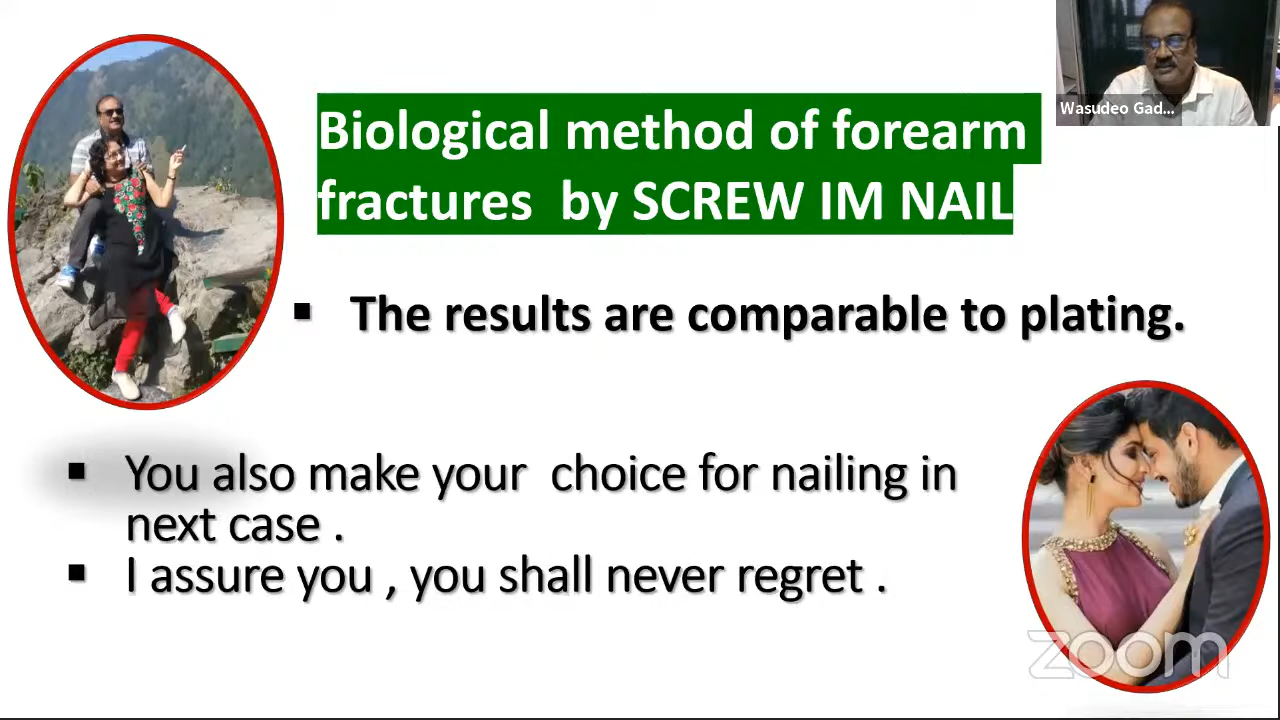 Wasudeo Gad...
Biological method of forearm
fractures by SCREW IM NAIL
▪ The results are comparable to plating.
▪ You also make your choice for nailing in
next case .
▪ I assure you , you shall never regret .
zoom